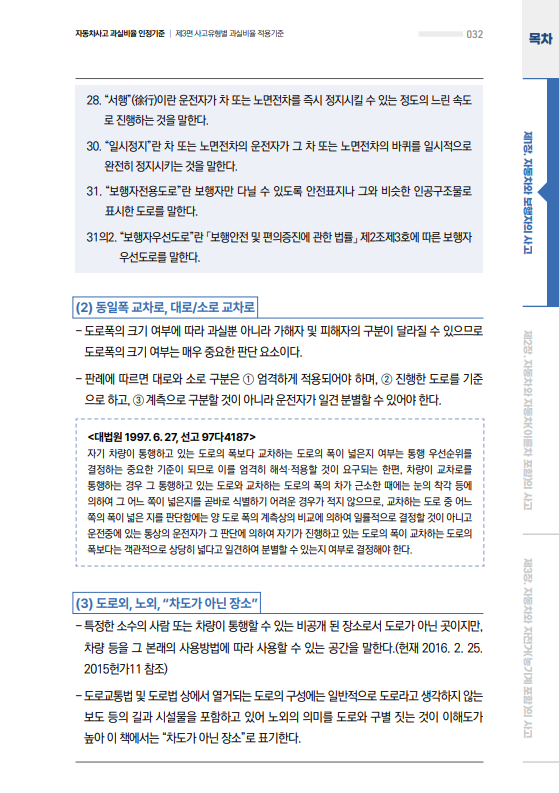 자동차사고 과실비율 인정기준 | 제3편 사고유형별 과실비율 적용기준
032
목차
28. “서행”(徐行)이란 운전자가 차 또는 노면전차를 즉시 정지시킬 수 있는 정도의 느린 속도
로 진행하는 것을 말한다.
30. “일시정지”란 차 또는 노면전차의 운전자가 그 차 또는 노면전차의 바퀴를 일시적으로
완전히 정지시키는 것을 말한다.
31. “보행자전용도로”란 보행자만 다닐 수 있도록 안전표지나 그와 비슷한 인공구조물로
표시한 도로를 말한다.
31의2. “보행자우선도로”란 「보행안전 및 편의증진에 관한 법률」 제2조제3호에 따른 보행자
우선도로를 말한다.
(2) 동일폭 교차로, 대로/소로 교차로
– 도로폭의 크기 여부에 따라 과실뿐 아니라 가해자 및 피해자의 구분이 달라질 수 있으므로
도로폭의 크기 여부는 매우 중요한 판단 요소이다.
– 판례에 따르면 대로와 소로 구분은 ① 엄격하게 적용되어야 하며, ② 진행한 도로를 기준
으로 하고, ③ 계측으로 구분할 것이 아니라 운전자가 일견 분별할 수 있어야 한다.
<대법원 1997. 6. 27, 선고 97다4187>
자기 차량이 통행하고 있는 도로의 폭보다 교차하는 도로의 폭이 넓은지 여부는 통행 우선순위를
결정하는 중요한 기준이 되므로 이를 엄격히 해석·적용할 것이 요구되는 한편, 차량이 교차로를
통행하는 경우 그 통행하고 있는 도로와 교차하는 도로의 폭의 차가 근소한 때에는 눈의 착각 등에
의하여 그 어느 쪽이 넓은지를 곧바로 식별하기 어려운 경우가 적지 않으므로, 교차하는 도로 중 어느
쪽의 폭이 넓은 지를 판단함에는 양 도로 폭의 계측상의 비교에 의하여 일률적으로 결정할 것이 아니고
운전중에 있는 통상의 운전자가 그 판단에 의하여 자기가 진행하고 있는 도로의 폭이 교차하는 도로의
폭보다는 객관적으로 상당히 넓다고 일견하여 분별할 수 있는지 여부로 결정해야 한다.
(3) 도로외, 노외, “차도가 아닌 장소”
– 특정한 소수의 사람 또는 차량이 통행할 수 있는 비공개 된 장소로서 도로가 아닌 곳이지만,
차량 등을 그 본래의 사용방법에 따라 사용할 수 있는 공간을 말한다.(헌재 2016. 2. 25.
2015헌가11 참조)
– 도로교통법 및 도로법 상에서 열거되는 도로의 구성에는 일반적으로 도로라고 생각하지 않는
보도 등의 길과 시설물을 포함하고 있어 노외의 의미를 도로와 구별 짓는 것이 이해도가
높아 이 책에서는 “차도가 아닌 장소”로 표기한다.
제1장. 자동차와 보행자의 사고
제2장. 자동차와 자동차(이륜차 포함)의 사고
제3장. 자동차와 자전거(농기계 포함)의 사고